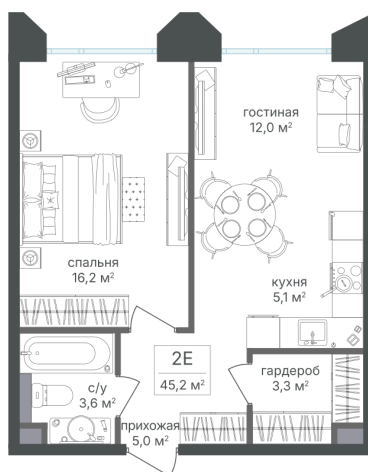 гостиная
12,0 м²
спальня
16,2 м²
кухня
5,1 м²
2Е
45,2 м²
гардероб
3,3 м²
с/у
3,6 м²
прихожая
5,0 м²